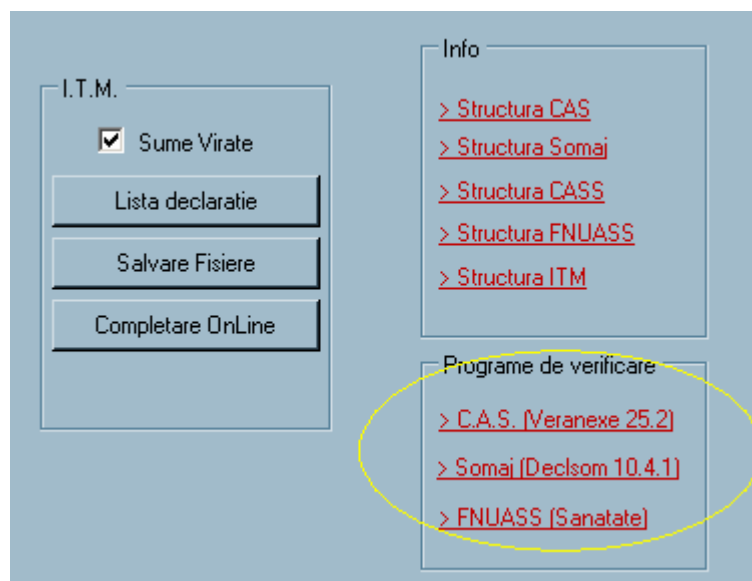 I.T.M.
Sume Virate
Lista declaratie
Salvare Fisiere
Completare OnLine
Info
> Structura CAS
> Structura Somaj
> Structura CASS
> Structura FNUASS
> Structura ITM
Programe de verificare
> C.A.S. (Veranexe 25.2)
> Somaj (Declsom 10.4.1)
> FNUASS (Sanatate)